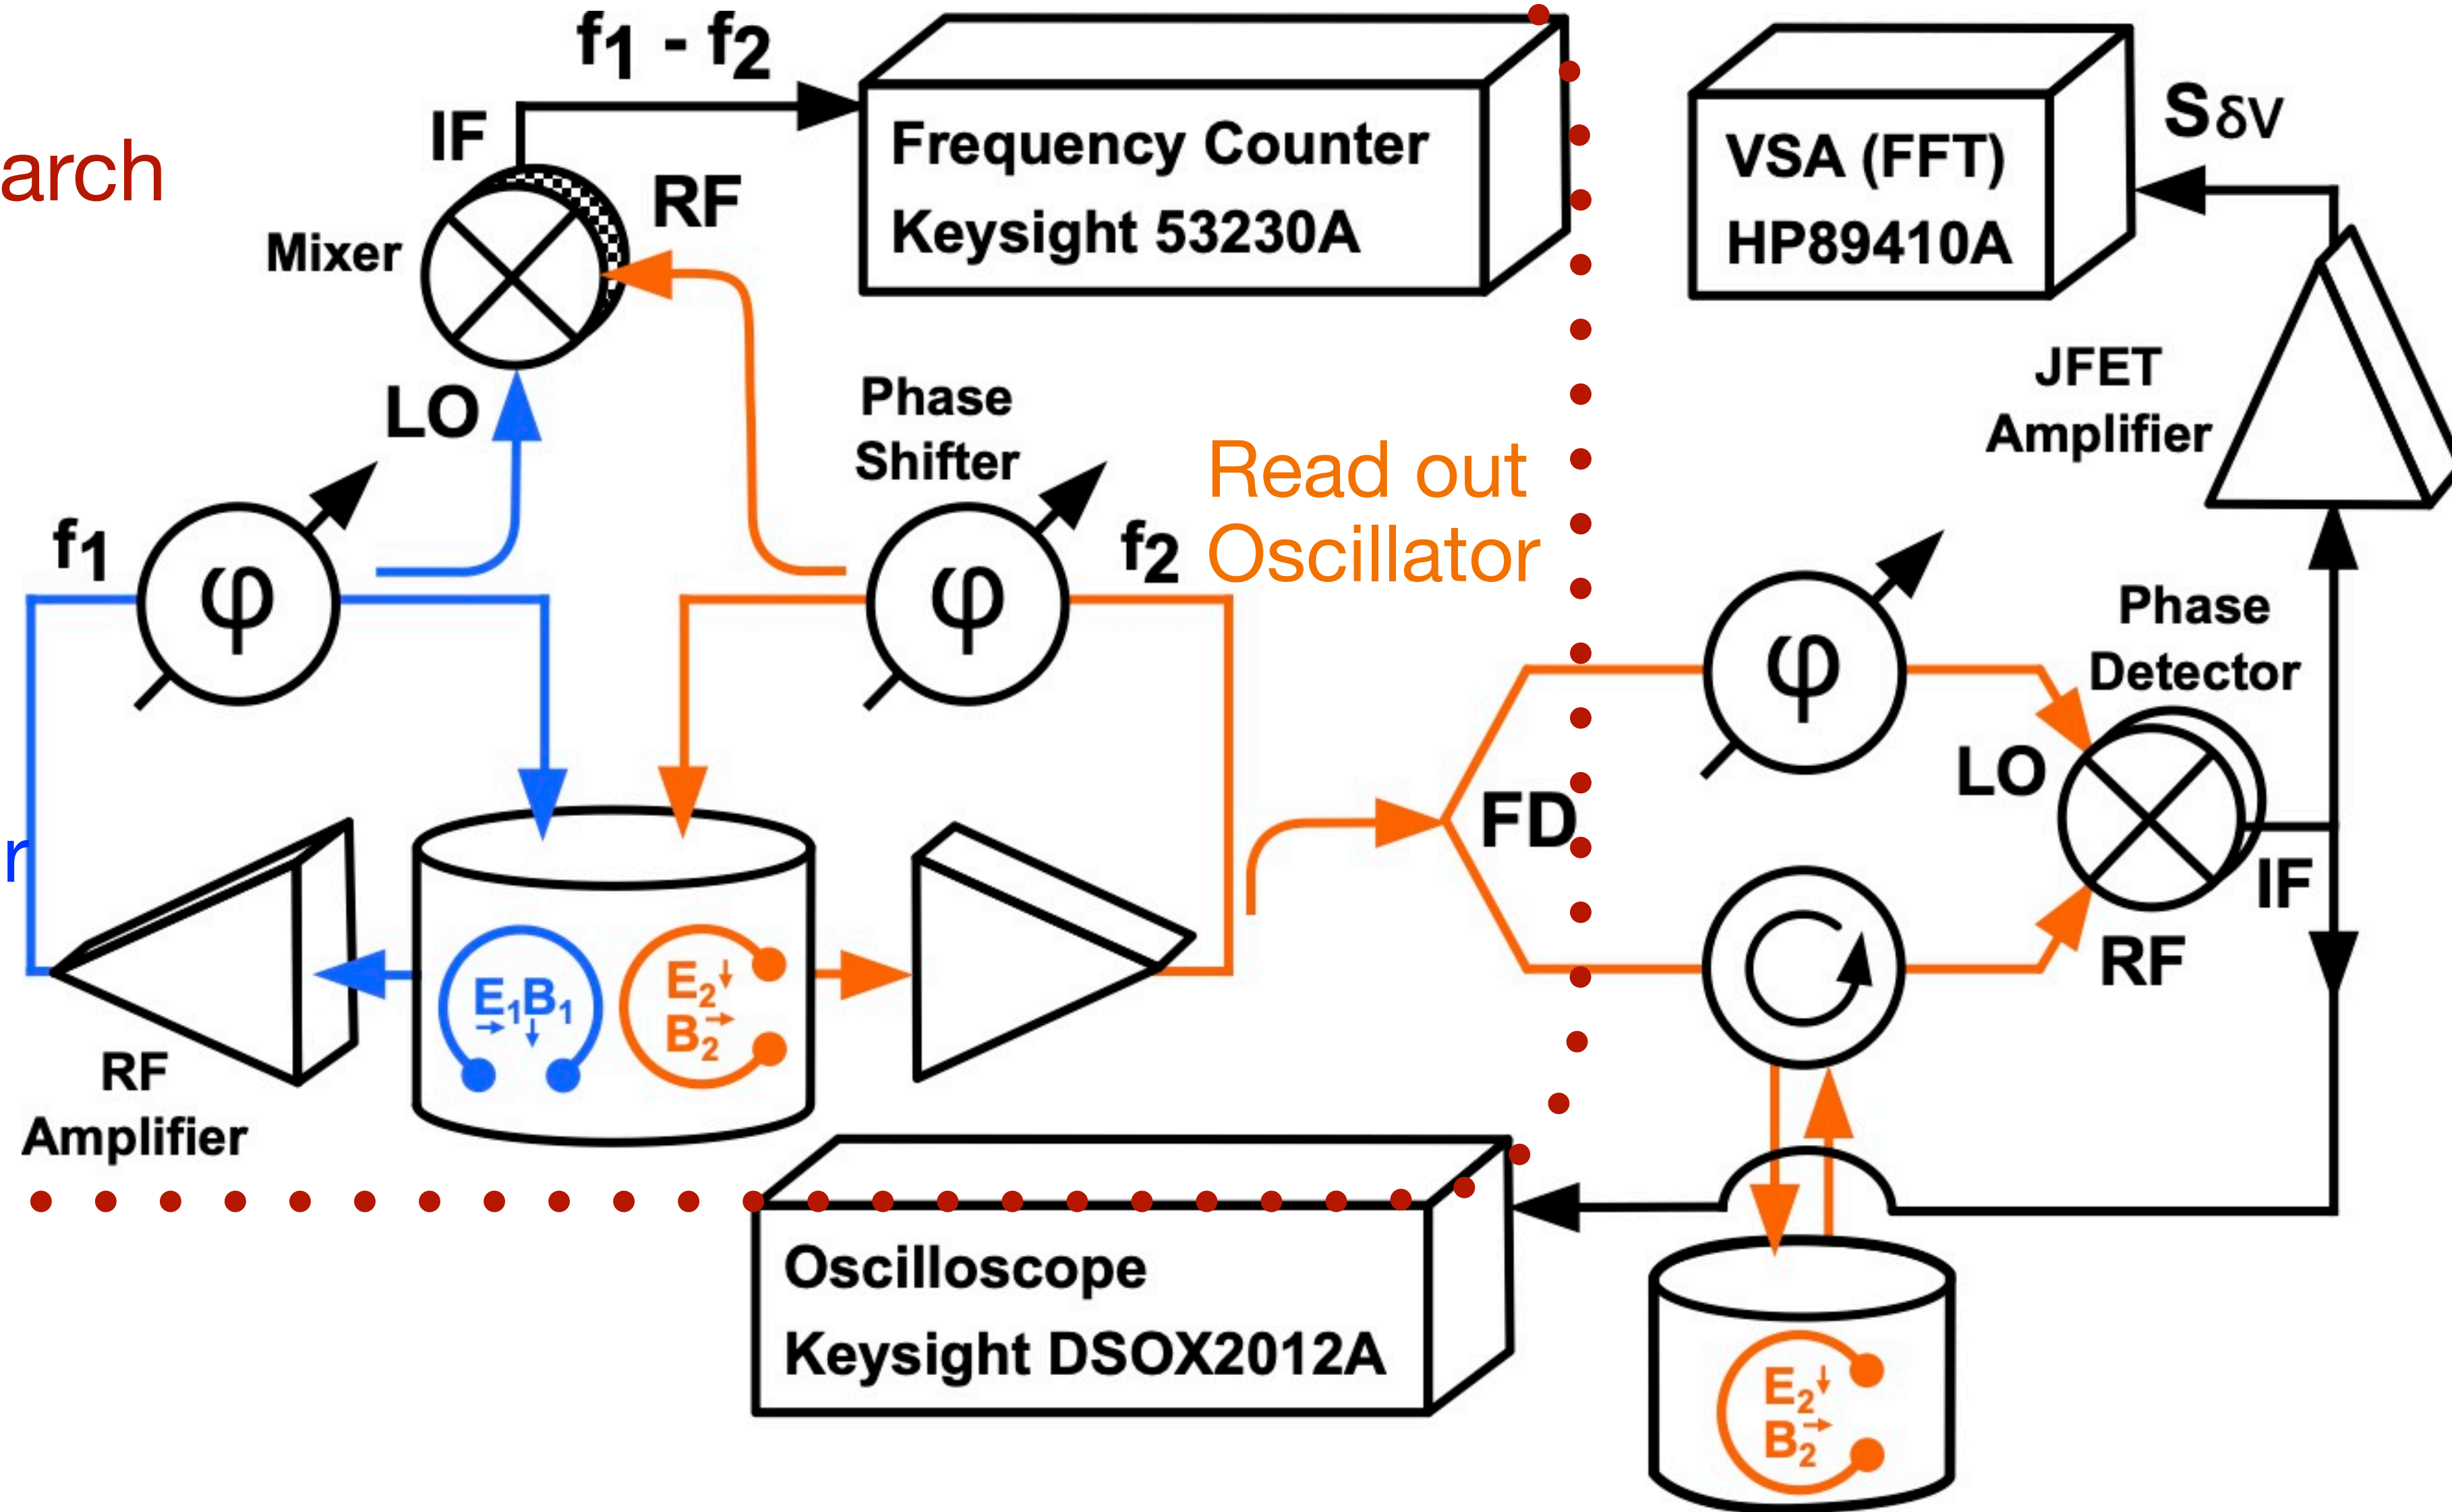 f1 - f2
IF
arch
Frequency Counter
Keysight 53230A
VSA (FFT)
HP89410A
SδV
RF
Mixer
LO
Phase
Shifter
JFET
Amplifier
Read out
Oscillator
f1
φ
φ
f2
φ
Phase
Detector
LO
FD
r
IF
RF
E1B1
E2
B2
RF
Amplifier
Oscilloscope
Keysight DSOX2012A
E2
B2